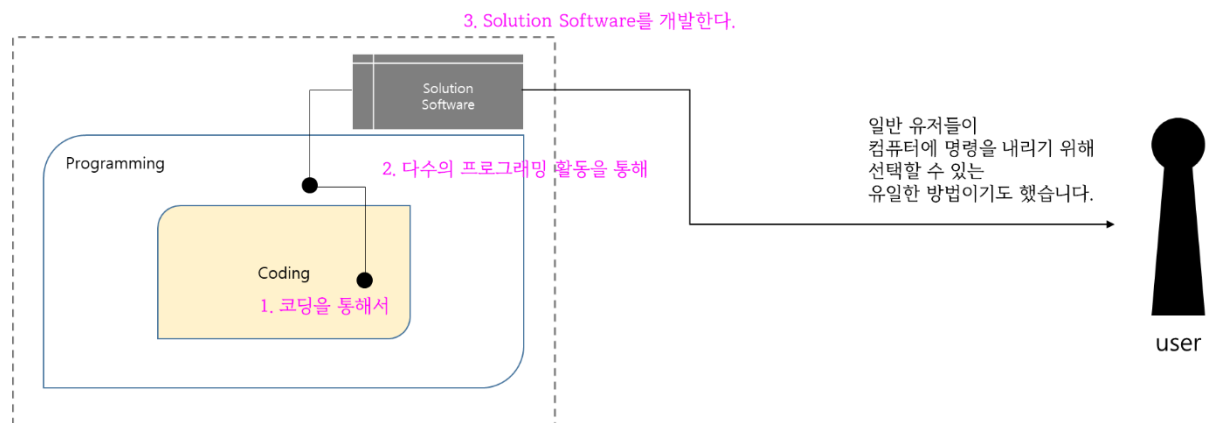 3. Solution Software를 개발한다.
Solution
Software
Programming
2. 다수의 프로그래밍 활동을 통해
Coding
1. 코딩을 통해서
일반 유저들이
컴퓨터에 명령을 내리기 위해
선택할 수 있는
유일한 방법이기도 했습니다.
user